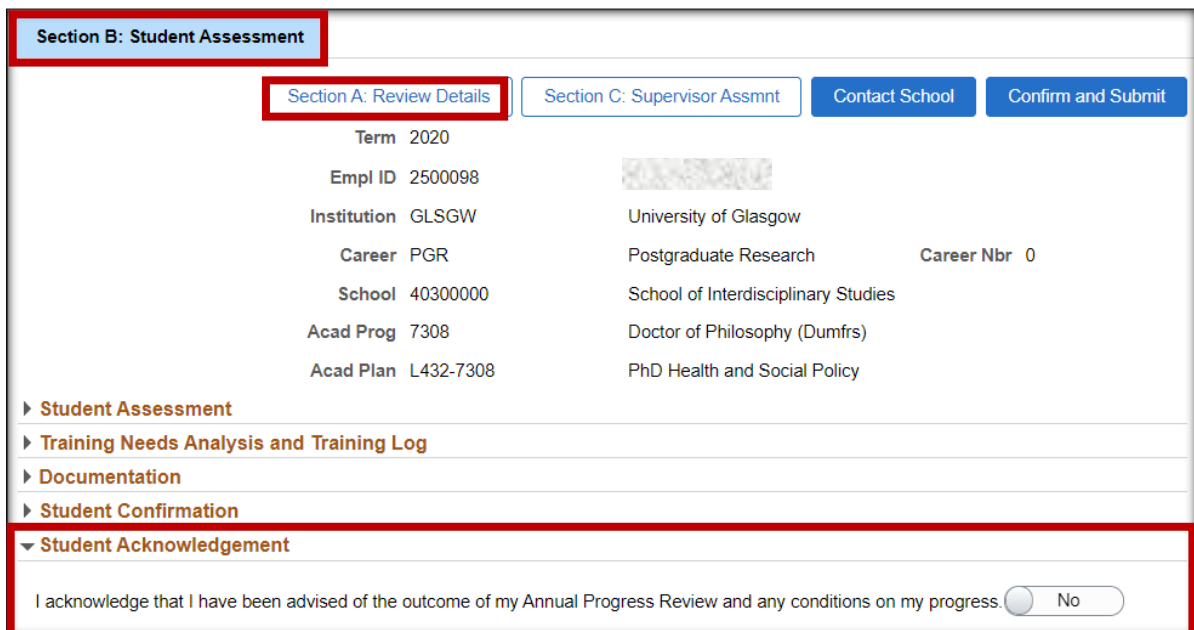 Section B: Student Assessment
Section A: Review Details Section C: Supervisor Assmnt Contact School Confirm and Submit
Term 2020
Empl ID 2500098
Institution GLSGW University of Glasgow
Career PGR Postgraduate Research Career Nbr 0
School 40300000 School of Interdisciplinary Studies
Acad Prog 7308 Doctor of Philosophy (Dumfrs)
Acad Plan L432-7308 PhD Health and Social Policy
Student Assessment
Training Needs Analysis and Training Log
Documentation
Student Confirmation
Student Acknowledgement
I acknowledge that I have been advised of the outcome of my Annual Progress Review and any conditions on my progress. No